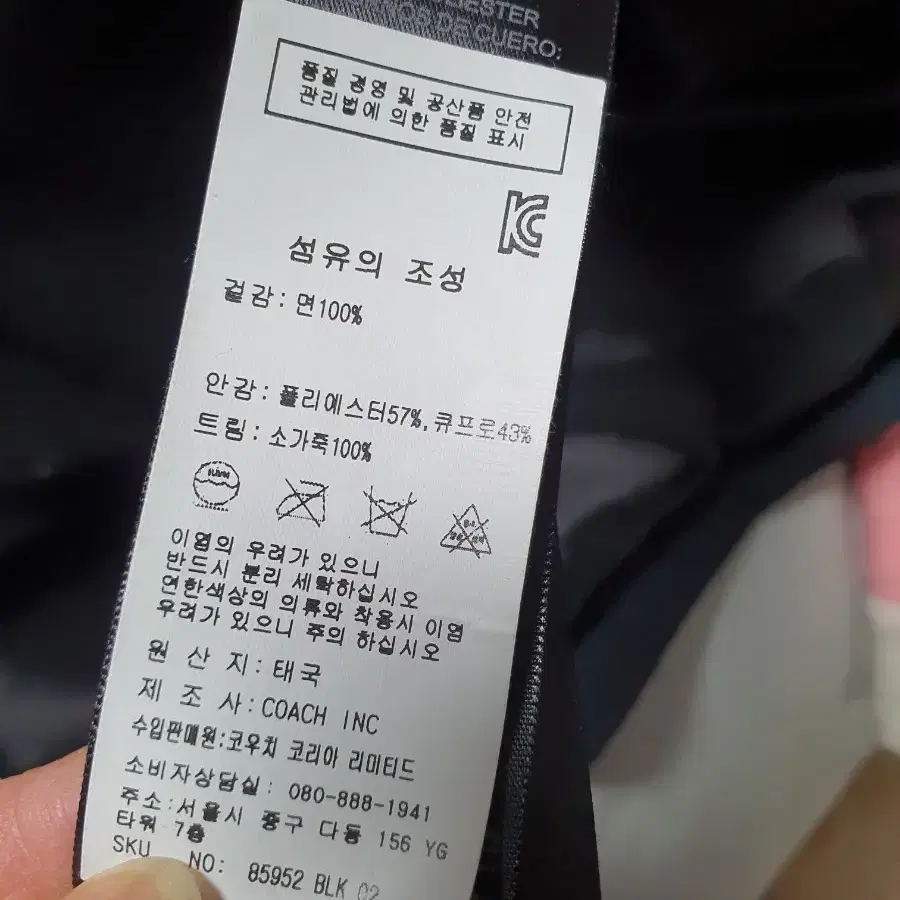 DE CUERO:
품질 경영 및 공산품 안전
관리법에 의한 품질 표시
섬유의 조성
겉감: 면100%
안감: 폴리에스터57%, 큐프로43%
트림: 소가죽100%
이염의 우려가 있으니
반드시 분리 세탁하십시오
연한색상의 의류와 착용시 이염
우려가 있으니 주의 하십시오
원 산 지: 태국
제 조 사: COACH INC
수입판매원:코우치 코리아 리미티드
소비자상담실: 080-888-1941
주소:서울시 중구 다동 156 YG
타워 7층
SKU NO: 85952 BLK 02